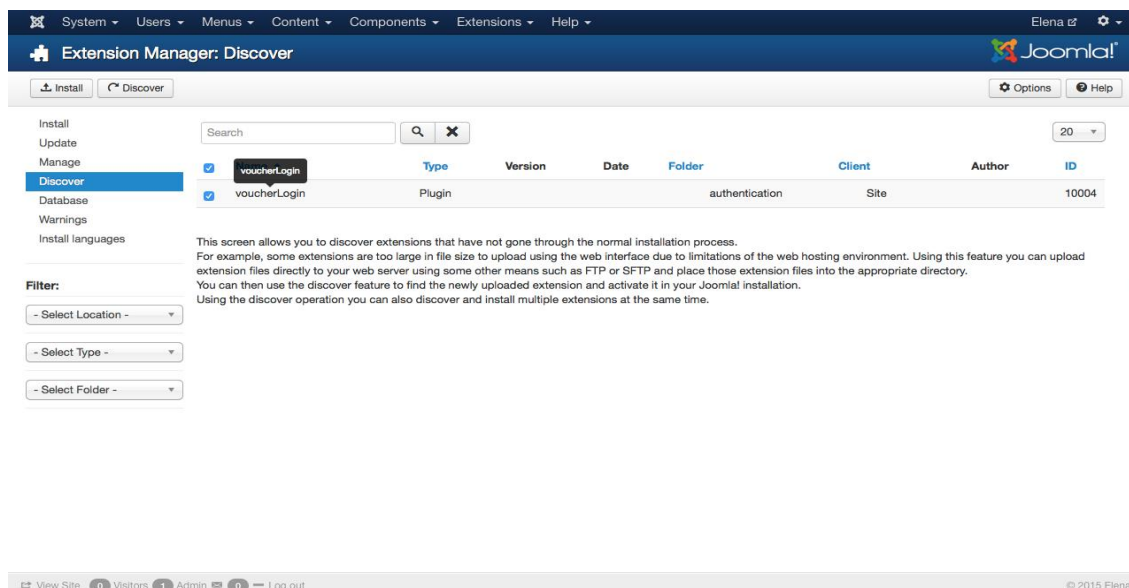 System Users Menus Content Components Extensions Help Elena
Extension Manager: Discover Joomla!
Install Discover Options Help
Install
Update
Manage
Discover
Database
Warnings
Install languages
Filter:
- Select Location -
- Select Type -
- Select Folder -
Search 20
voucherLogin
Type Version Date Folder Client Author ID
voucherLogin Plugin authentication Site 10004
This screen allows you to discover extensions that have not gone through the normal installation process.
For example, some extensions are too large in file size to upload using the web interface due to limitations of the web hosting environment. Using this feature you can upload
extension files directly to your web server using some other means such as FTP or SFTP and place those extension files into the appropriate directory.
You can then use the discover feature to find the newly uploaded extension and activate it in your Joomla! installation.
Using the discover operation you can also discover and install multiple extensions at the same time.
View Site 0 Visitors 1 Admin 0 Log out © 2015 Elena